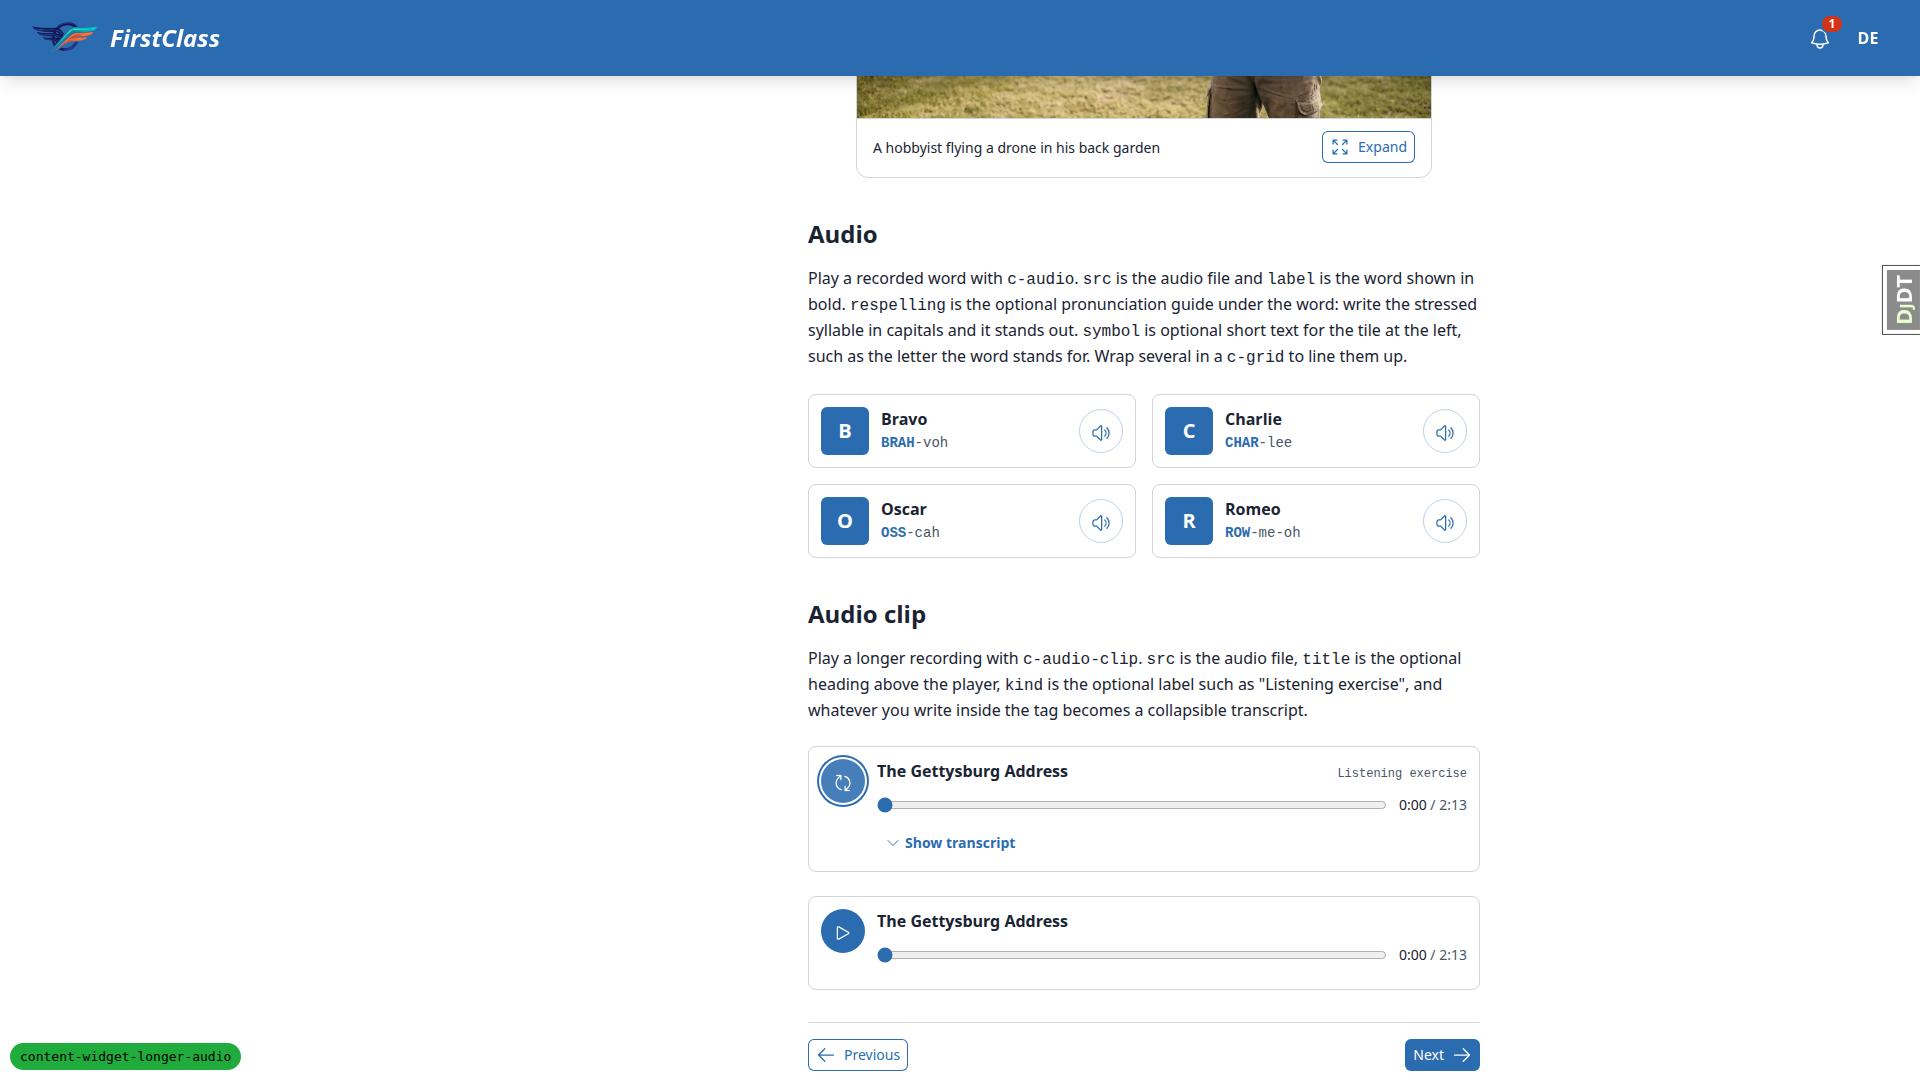 FirstClass
1
DE
A hobbyist flying a drone in his back garden
Expand
Audio
Play a recorded word with c-audio. src is the audio file and label is the word shown in
bold. respelling is the optional pronunciation guide under the word: write the stressed
syllable in capitals and it stands out. symbol is optional short text for the tile at the left,
such as the letter the word stands for. Wrap several in a c-grid to line them up.
DJDT
B
Bravo
BRAH-voh
C
Charlie
CHAR-lee
O
Oscar
OSS-cah
R
Romeo
ROW-me-oh
Audio clip
Play a longer recording with c-audio-clip. src is the audio file, title is the optional
heading above the player, kind is the optional label such as "Listening exercise", and
whatever you write inside the tag becomes a collapsible transcript.
The Gettysburg Address
Listening exercise
0:00 / 2:13
Show transcript
The Gettysburg Address
0:00 / 2:13
content-widget-longer-audio
Previous
Next